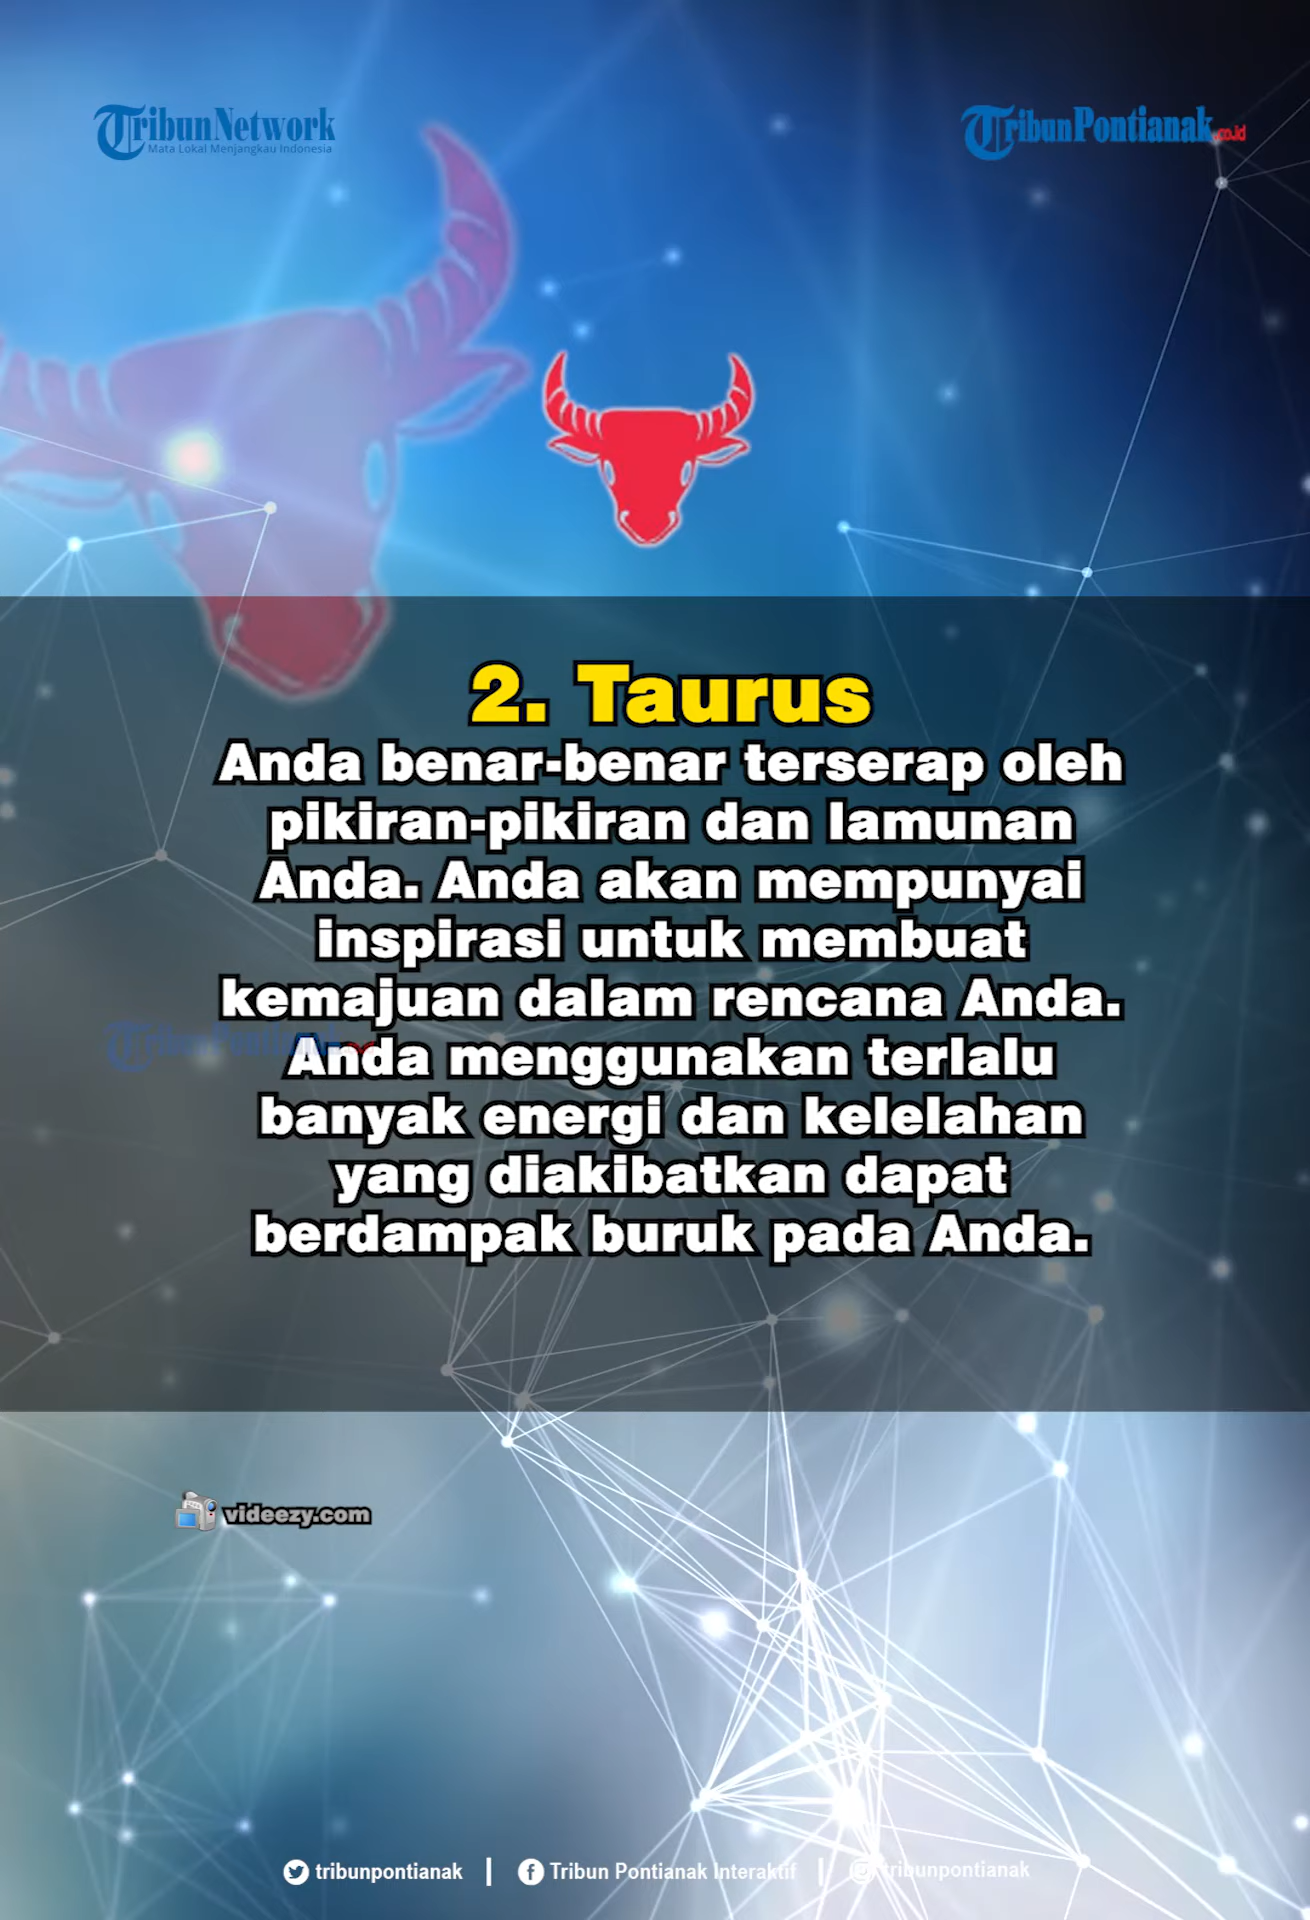 TribunNetwork
Mata Lokal Menjangkau Indonesia
TribunPontianak.co.id
2. Taurus
Anda benar-benar terserap oleh
pikiran-pikiran dan lamunan
Anda. Anda akan mempunyai
inspirasi untuk membuat
kemajuan dalam rencana Anda.
TribunPontianak
Anda menggunakan terlalu
banyak energi dan kelelahan
yang diakibatkan dapat
berdampak buruk pada Anda.
videezy.com
tribunpontianak | Tribun Pontianak Interaktif | tribunpontianak